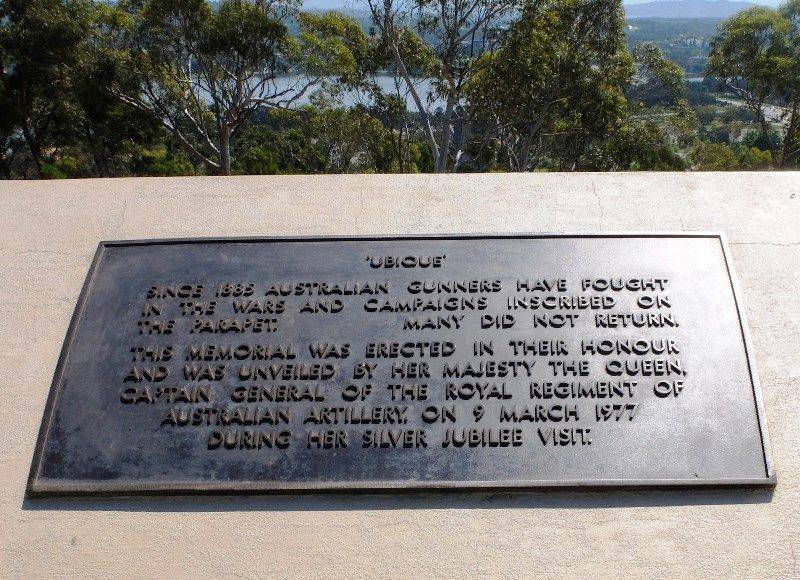 'UBIQUE'
SINCE 1885 AUSTRALIAN GUNNERS HAVE FOUGHT
IN THE WARS AND CAMPAIGNS INSCRIBED ON
THE PARAPET. MANY DID NOT RETURN.
THIS MEMORIAL WAS ERECTED IN THEIR HONOUR
AND WAS UNVEILED BY HER MAJESTY THE QUEEN,
CAPTAIN GENERAL OF THE ROYAL REGIMENT OF
AUSTRALIAN ARTILLERY, ON 9 MARCH 1977
DURING HER SILVER JUBILEE VISIT.